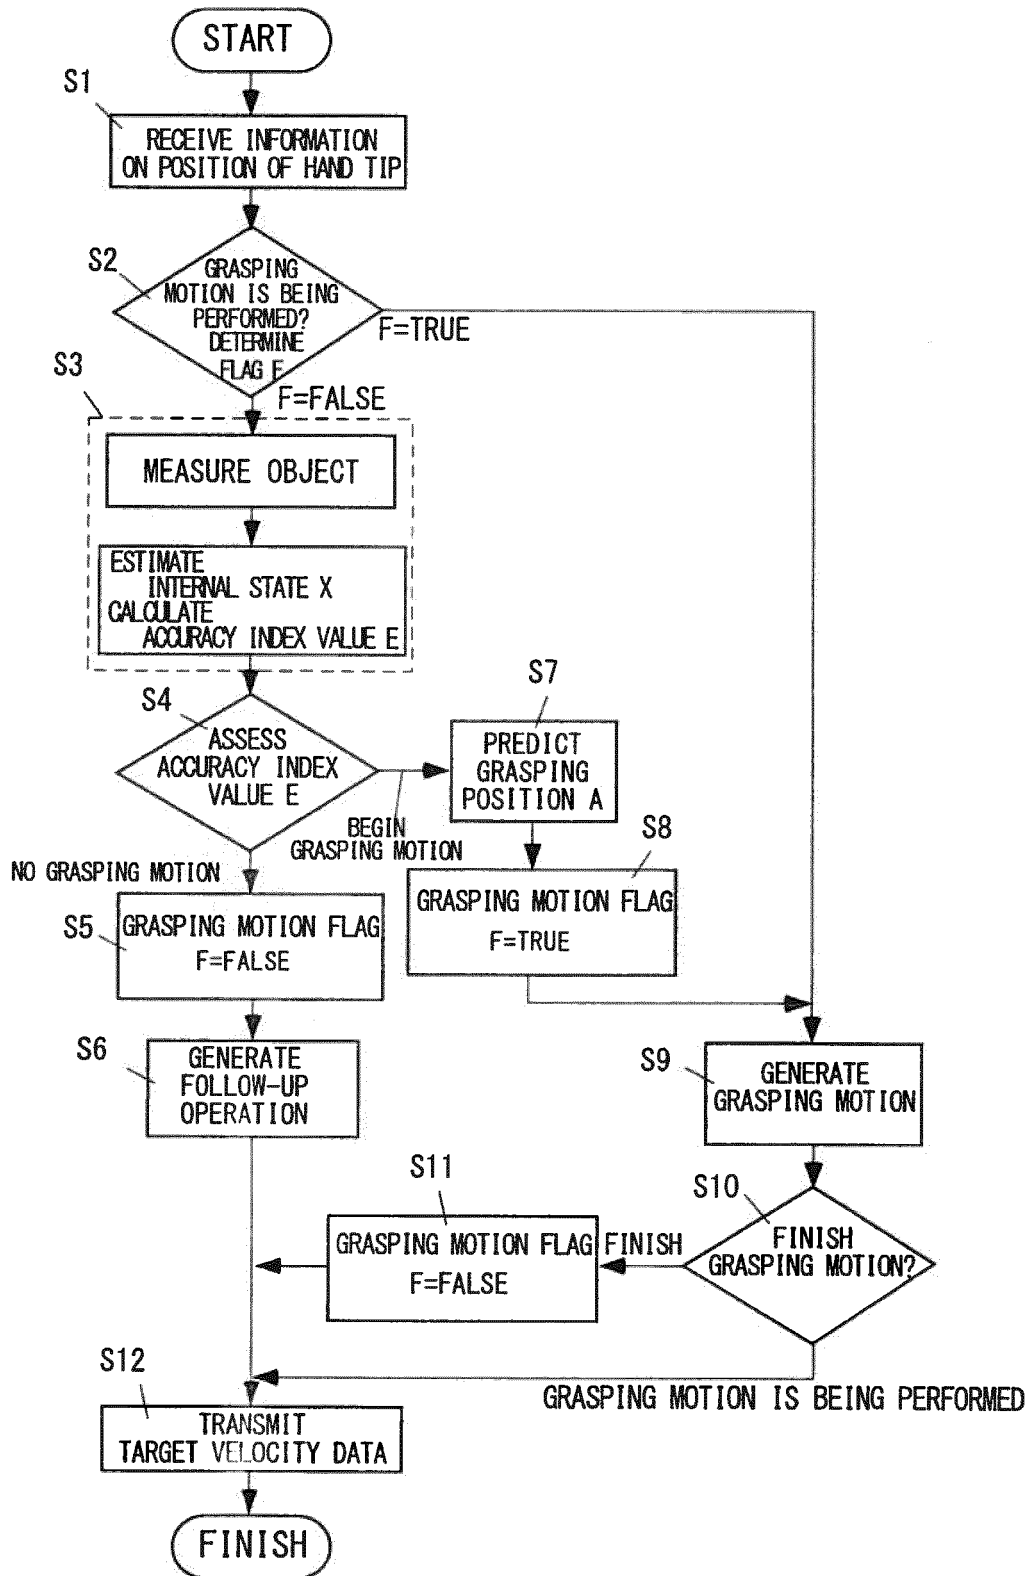 START
S1
RECEIVE INFORMATION
ON POSITION OF HAND TIP
S2
GRASPING
MOTION IS BEING
PERFORMED?
DETERMINE
FLAG F
F=TRUE
S3
F=FALSE
MEASURE OBJECT
ESTIMATE
INTERNAL STATE X
CALCULATE
ACCURACY INDEX VALUE E
S4
ASSESS
ACCURACY INDEX
VALUE E
S7
PREDICT
GRASPING
POSITION A
BEGIN
GRASPING MOTION
S8
GRASPING MOTION FLAG
F=TRUE
NO GRASPING MOTION
S5
GRASPING MOTION FLAG
F=FALSE
S6
GENERATE
FOLLOW-UP
OPERATION
S9
GENERATE
GRASPING MOTION
S10
FINISH
GRASPING MOTION?
FINISH
S11
GRASPING MOTION FLAG
F=FALSE
GRASPING MOTION IS BEING PERFORMED
S12
TRANSMIT
TARGET VELOCITY DATA
FINISH